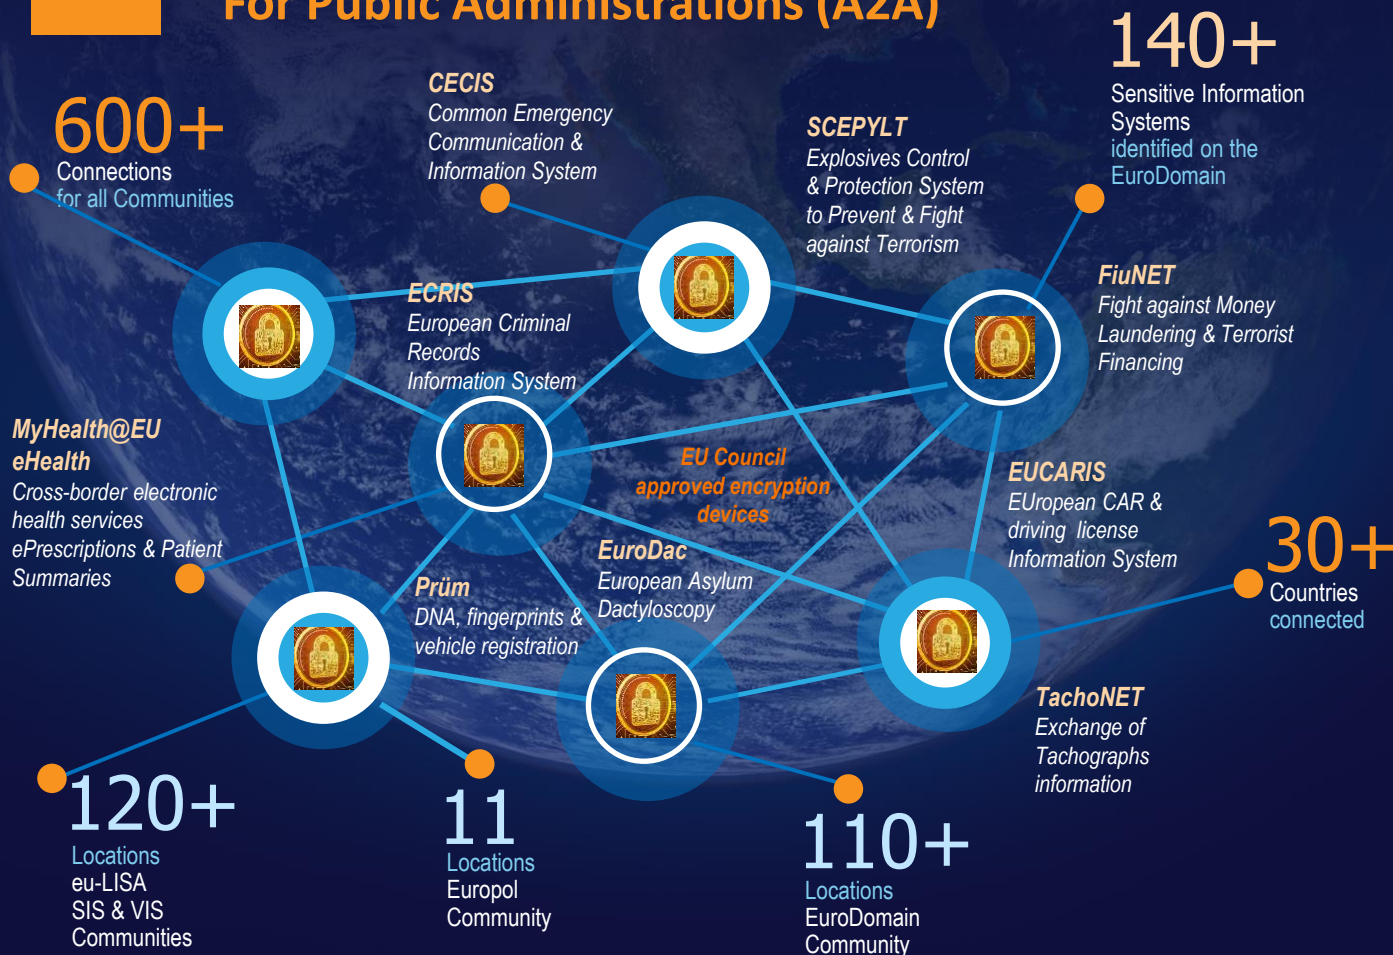 For Public Administrations (A2A)
600+
Connections
for all Communities
CECIS
Common Emergency
Communication &
Information System
SCEPYLT
Explosives Control
& Protection System
to Prevent & Fight
against Terrorism
140+
Sensitive Information
Systems
identified on the
EuroDomain
ECRIS
European Criminal
Records
Information System
FiuNET
Fight against Money
Laundering & Terrorist
Financing
MyHealth@EU
eHealth
Cross-border electronic
health services
ePrescriptions & Patient
Summaries
EU Council
approved encryption
devices
EUCARIS
EUropean CAR &
driving license
Information System
30+
Countries
connected
EuroDac
European Asylum
Dactyloscopy
Prüm
DNA, fingerprints &
vehicle registration
TachoNET
Exchange of
Tachographs
information
120+
Locations
eu-LISA
SIS & VIS
Communities
11
Locations
Europol
Community
110+
Locations
EuroDomain
Community